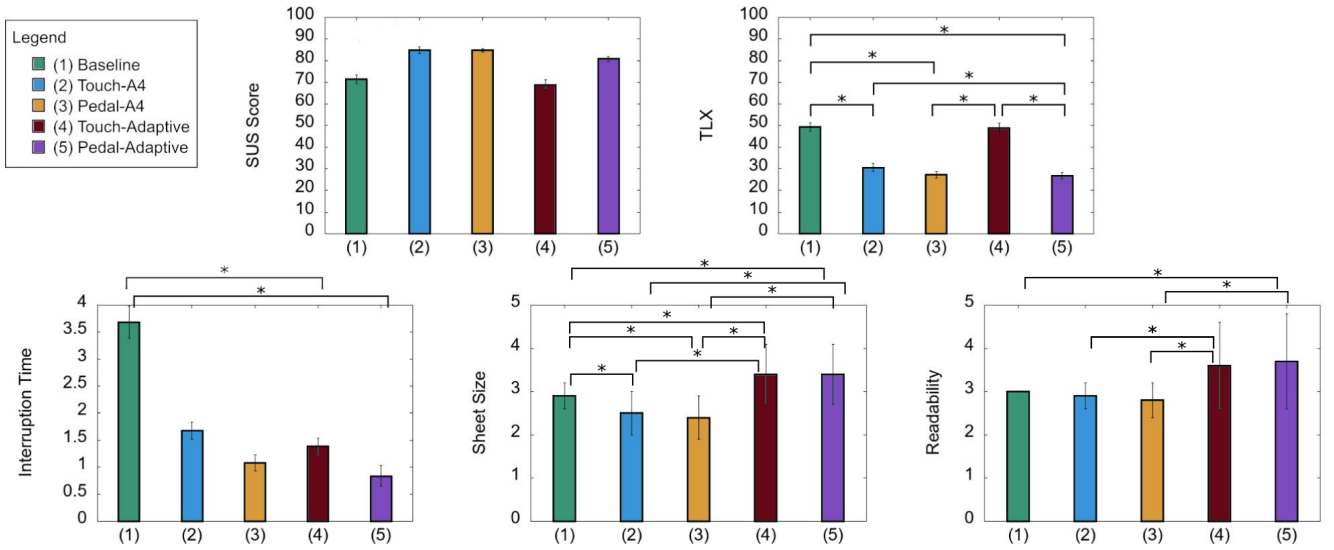 Legend
(1) Baseline
(2) Touch-A4
(3) Pedal-A4
(4) Touch-Adaptive
(5) Pedal-Adaptive
SUS Score
100
90
80
70
60
50
40
30
20
10
0
(1) (2) (3) (4) (5)
TLX
100
90
80
70
60
50
40
30
20
10
0
* * * * * *
(1) (2) (3) (4) (5)
Interruption Time
4
3.5
3
2.5
2
1.5
1
0.5
0
* *
(1) (2) (3) (4) (5)
Sheet Size
5
4
3
2
1
0
* * * * * * * *
(1) (2) (3) (4) (5)
Readability
5
4
3
2
1
0
* * * *
(1) (2) (3) (4) (5)